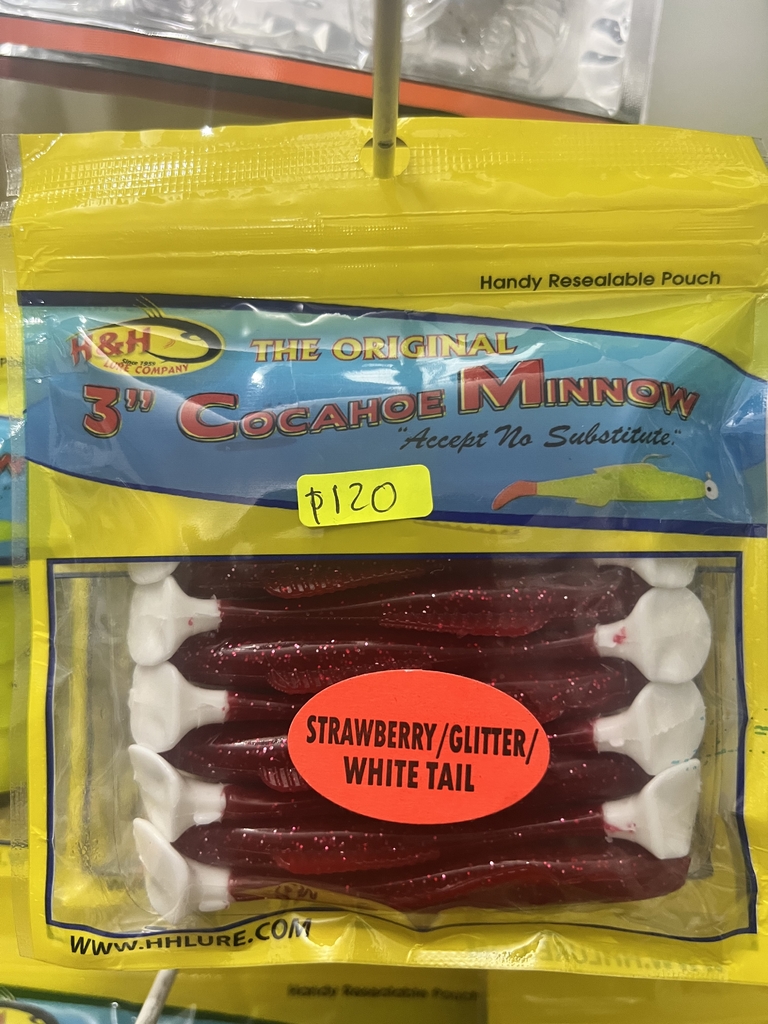 Handy Resealable Pouch
H&H
Since 1958
LURE COMPANY
THE ORIGINAL
3" COCAHOE MINNOW
"Accept No Substitute."
$120
STRAWBERRY/GLITTER/
WHITE TAIL
WWW.HHLURE.COM
Handy Resealable Pouch